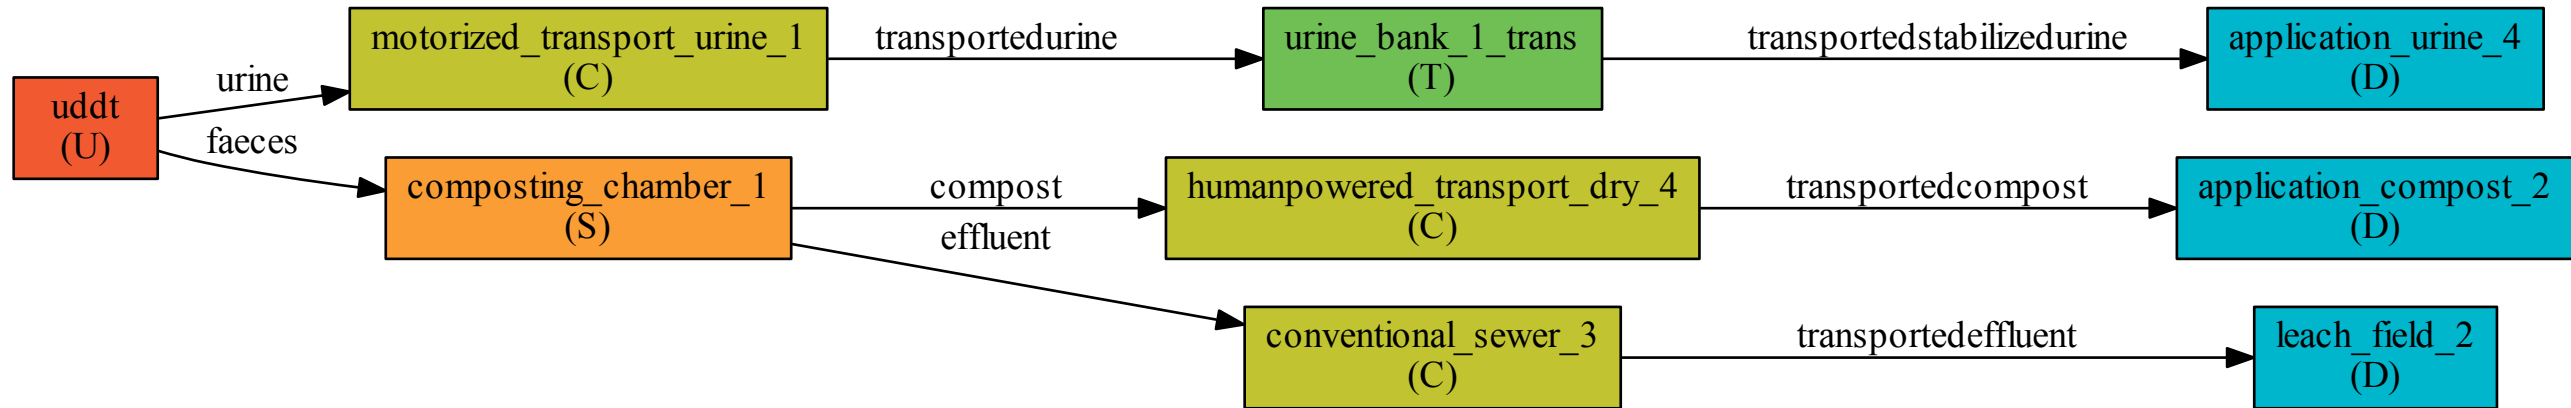 uddt
(U)
urine
faeces
motorized_transport_urine_1
(C)
transportedurine
urine_bank_1_trans
(T)
transportedstabilizedurine
application_urine_4
(D)
composting_chamber_1
(S)
compost
effluent
humanpowered_transport_dry_4
(C)
transportedcompost
application_compost_2
(D)
conventional_sewer_3
(C)
transportedeffluent
leach_field_2
(D)